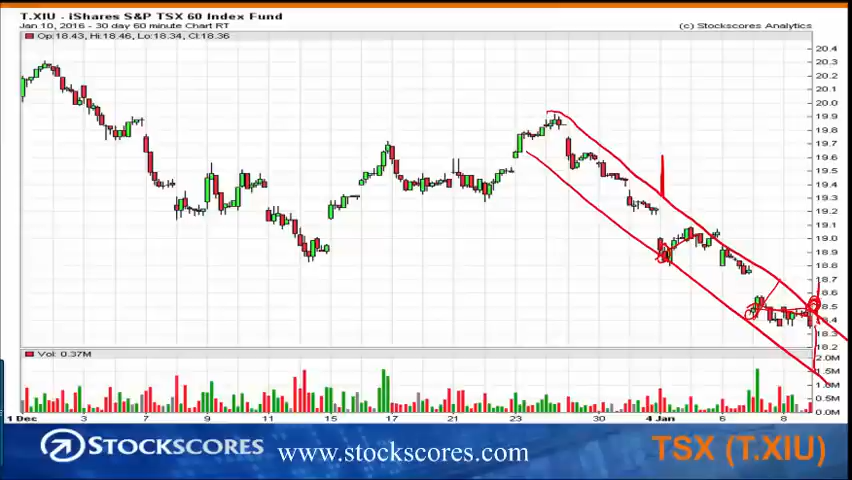 T.XIU - iShares S&P TSX 60 Index Fund
Jan 10, 2016 - 30 day 60 minute Chart RT
(c) Stockscores Analytics
Op:18.43, Hi:18.46, Lo:18.34, Cl:18.36
20.4
20.3
20.2
20.1
20.0
19.9
19.8
19.7
19.6
19.5
19.4
19.3
19.2
19.1
19.0
18.9
18.8
18.7
18.6
18.5
18.4
18.3
18.2
Vol: 0.37M
2.0M
1.5M
1.0M
0.5M
0.0M
1 Dec 3 7 9 11 15 17 21 23 30 4 Jan 6 8
STOCKSCORES www.stockscores.com TSX (T.XIU)